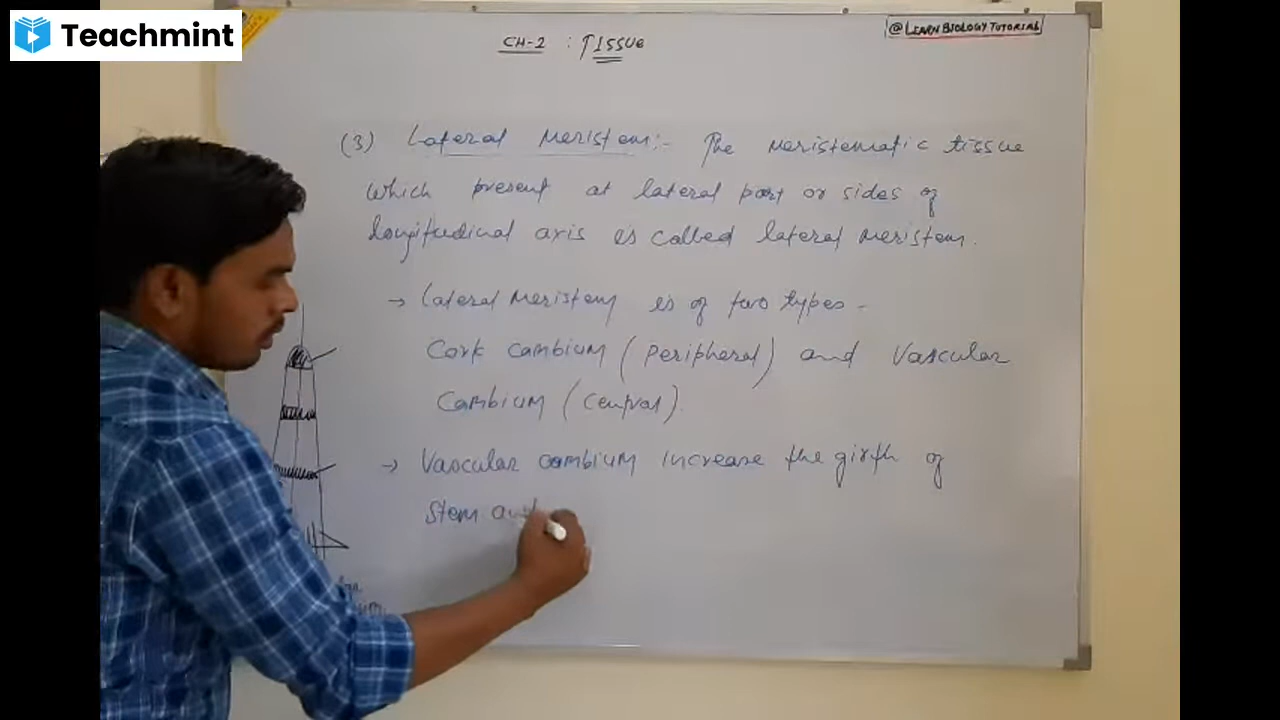 Teachmint
@LEARN BIOLOGY TUTORIAL
CH-2 : TISSUE
(3) Lateral Meristem:- The Meristematic tissue
which present at lateral part or sides of
longitudinal axis is called lateral Meristem.
→ Lateral Meristem is of two types -
Cork Cambium (Peripheral) and Vascular
Cambium (Central).
→ Vascular cambium increase the girth of
Stem and